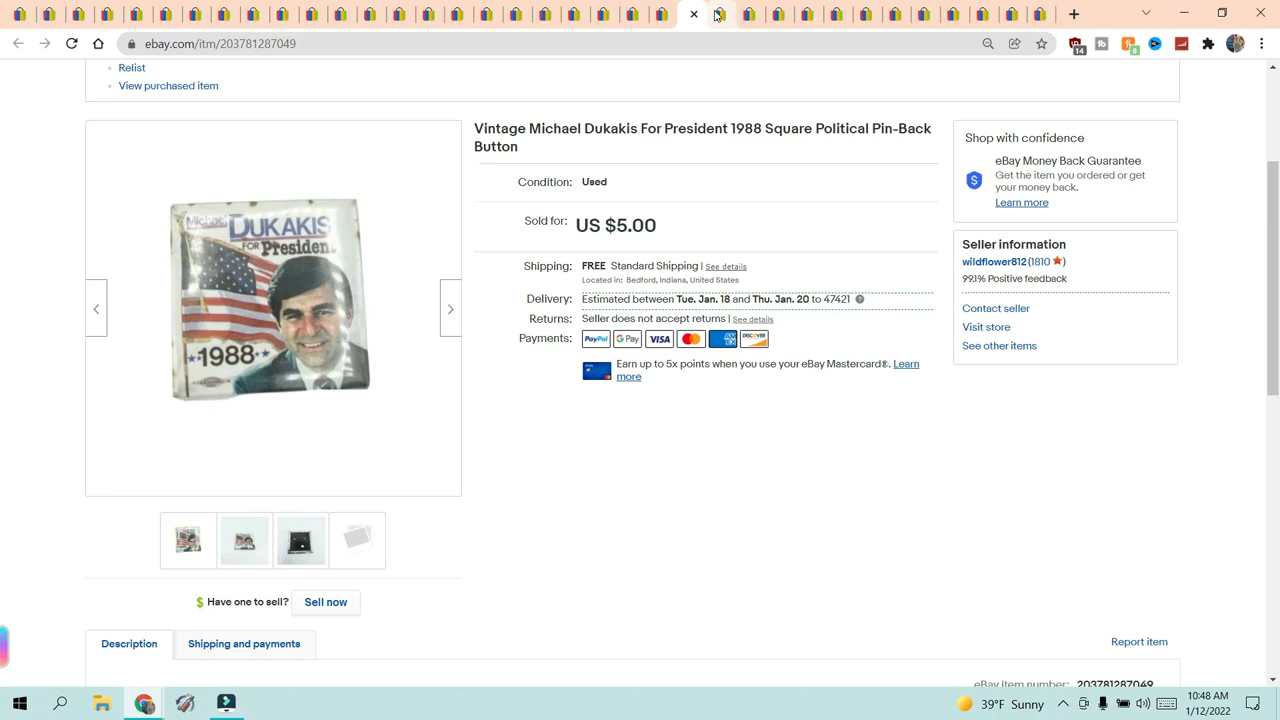 ebay.com/itm/203781287049
14
8
Relist
View purchased item
Vintage Michael Dukakis For President 1988 Square Political Pin-Back
Button
Condition: Used
Sold for: US $5.00
Shipping: FREE Standard Shipping | See details
Located in: Bedford, Indiana, United States
Delivery: Estimated between Tue. Jan. 18 and Thu. Jan. 20 to 47421
Returns: Seller does not accept returns | See details
Payments: PayPal G Pay VISA DISCOVER
Earn up to 5x points when you use your eBay Mastercard®. Learn
more
Shop with confidence
eBay Money Back Guarantee
Get the item you ordered or get
your money back.
Learn more
Seller information
wildflower812 (1810 )
99.1% Positive feedback
Contact seller
Visit store
See other items
Michael DUKAKIS
FOR President
1988
Have one to sell? Sell now
Description
Shipping and payments
Report item
eBay item number: 203781287049
39°F Sunny
10:48 AM
1/12/2022